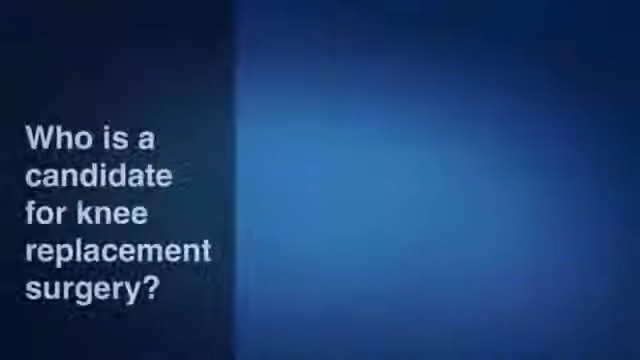 Who is a
candidate
for knee
replacement
surgery?